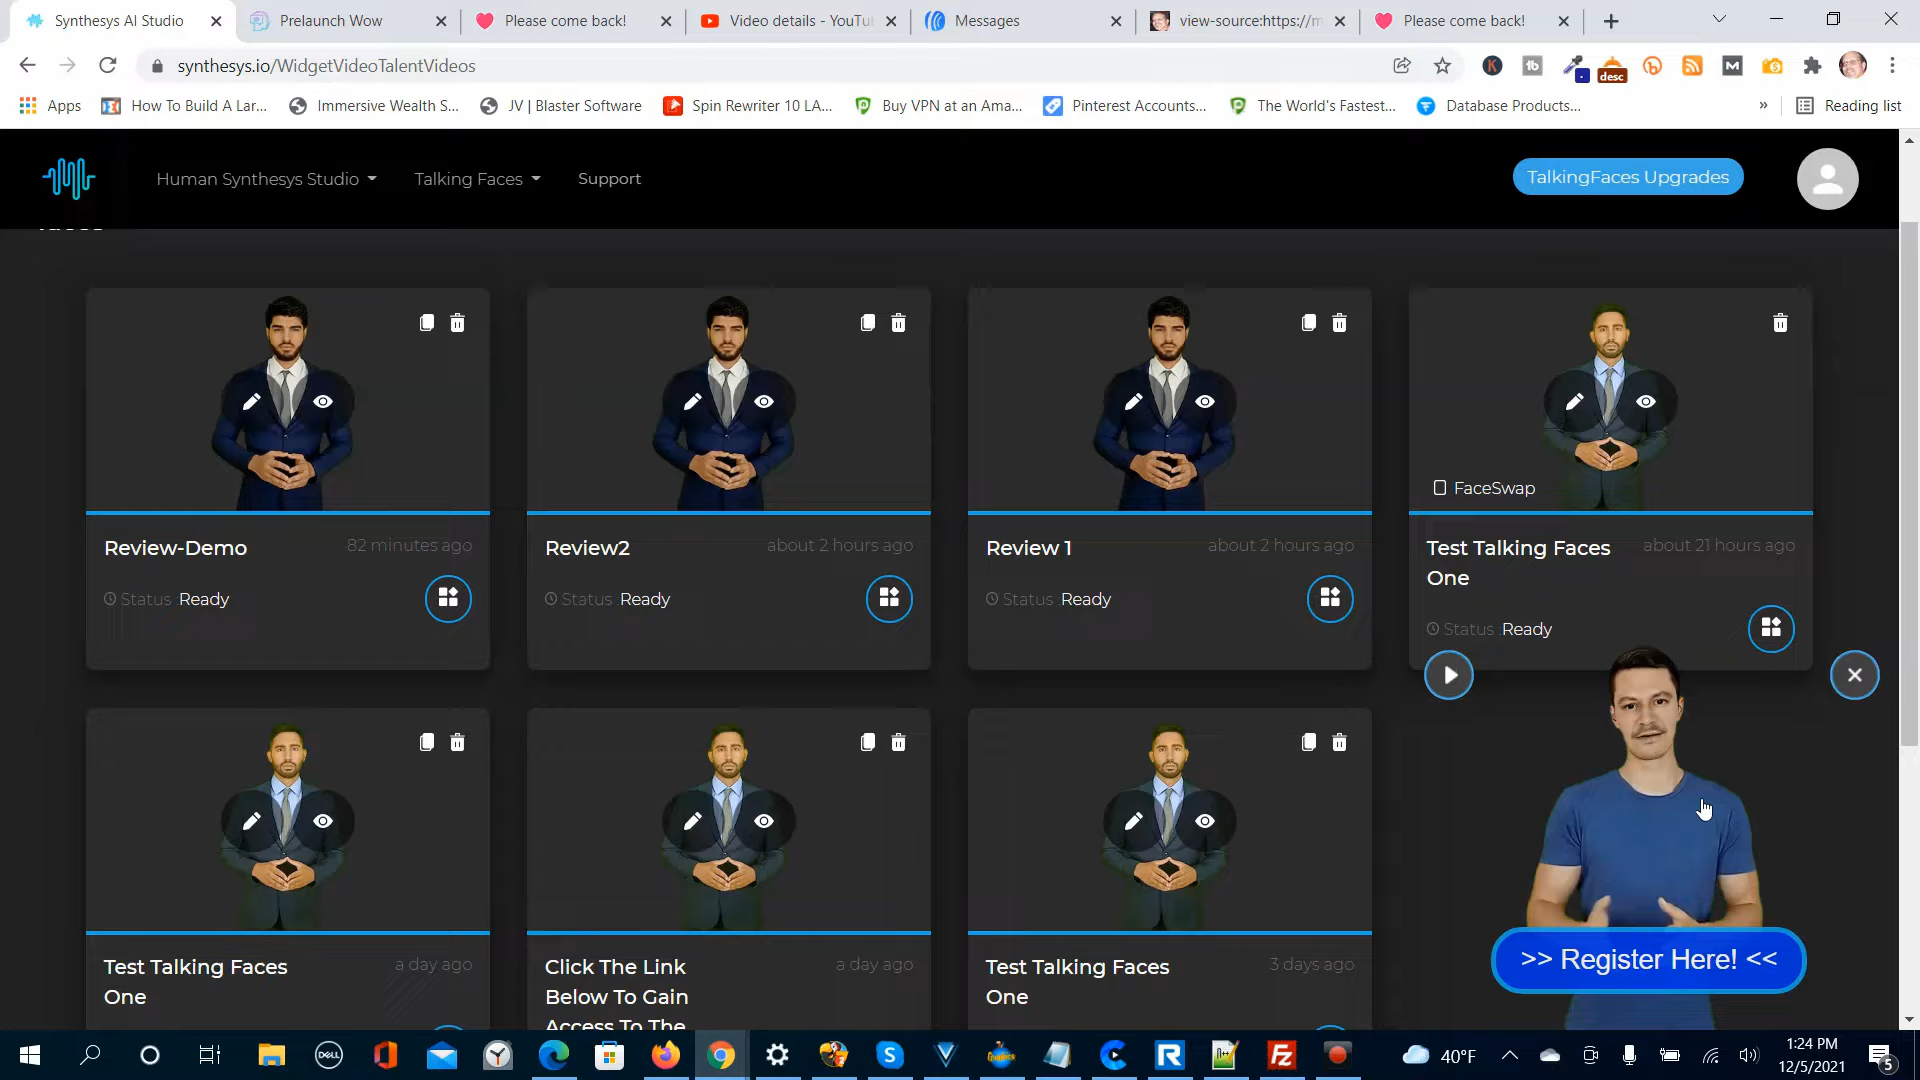 Synthesys AI Studio
Prelaunch Wow
Please come back!
Video details - YouTu
Messages
view-source:https://m
Please come back!
synthesys.io/WidgetVideoTalentVideos
desc
Apps
How To Build A Lar...
Immersive Wealth S...
JV | Blaster Software
Spin Rewriter 10 LA...
Buy VPN at an Ama...
Pinterest Accounts...
The World's Fastest...
Database Products...
»
Reading list
Human Synthesys Studio
Talking Faces
Support
TalkingFaces Upgrades
Review-Demo
82 minutes ago
Status Ready
Review2
about 2 hours ago
Status Ready
Review 1
about 2 hours ago
Status Ready
FaceSwap
Test Talking Faces
One
about 21 hours ago
Status Ready
Test Talking Faces
One
a day ago
Click The Link
Below To Gain
Access To The
a day ago
Test Talking Faces
One
3 days ago
>> Register Here! <<
DELL
40°F
1:24 PM
12/5/2021
5